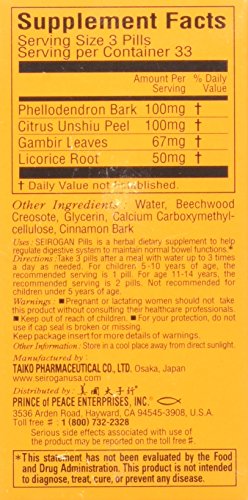 Supplement Facts
Serving Size 3 Pills
Serving per Container 33
Amount Per Serving
% Daily Value
Phellodendron Bark 100mg †
Citrus Unshiu Peel 100mg †
Gambir Leaves 67mg †
Licorice Root 50mg †
† Daily Value not Established.
Other Ingredients: Water, Beechwood
Creosote, Glycerin, Calcium Carboxymethyl-
cellulose, Cinnamon Bark
Uses: SEIROGAN Pills is a herbal dietary supplement to help
regulate digestive system to maintain normal bowel functions.*
Directions: Take 3 pills after a meal with water up to 3 times
a day as needed. For children 5-10 years of age, the
recommended serving is 1 pill. For age 11-14 years, the
recommended serving is 2 pills. Not recommended for
children under 5 years of age.
Warnings: • Pregnant or lactating women should not take
this product without consulting their healthcare professionals.
• Keep out of reach of children. • For your protection, do not
use if cap seal is broken or missing.
Keep package insert for more details of warnings.
Other Information: Store in a cool place away from direct sunlight.
Manufactured by:
TAIKO PHARMACEUTICAL CO., LTD. Osaka, Japan
www.seiroganusa.com
Distributed by:
PRINCE of PEACE ENTERPRISES, INC.
3536 Arden Road, Hayward, CA 94545-3908, U.S.A.
Toll free #: 1 (800) 732-2328
Serious side effects associated with use of
the product may be reported on the toll free #.
*This statement has not been evaluated by the Food
and Drug Administration. This product is not intended
to diagnose, treat, cure, or prevent any disease.